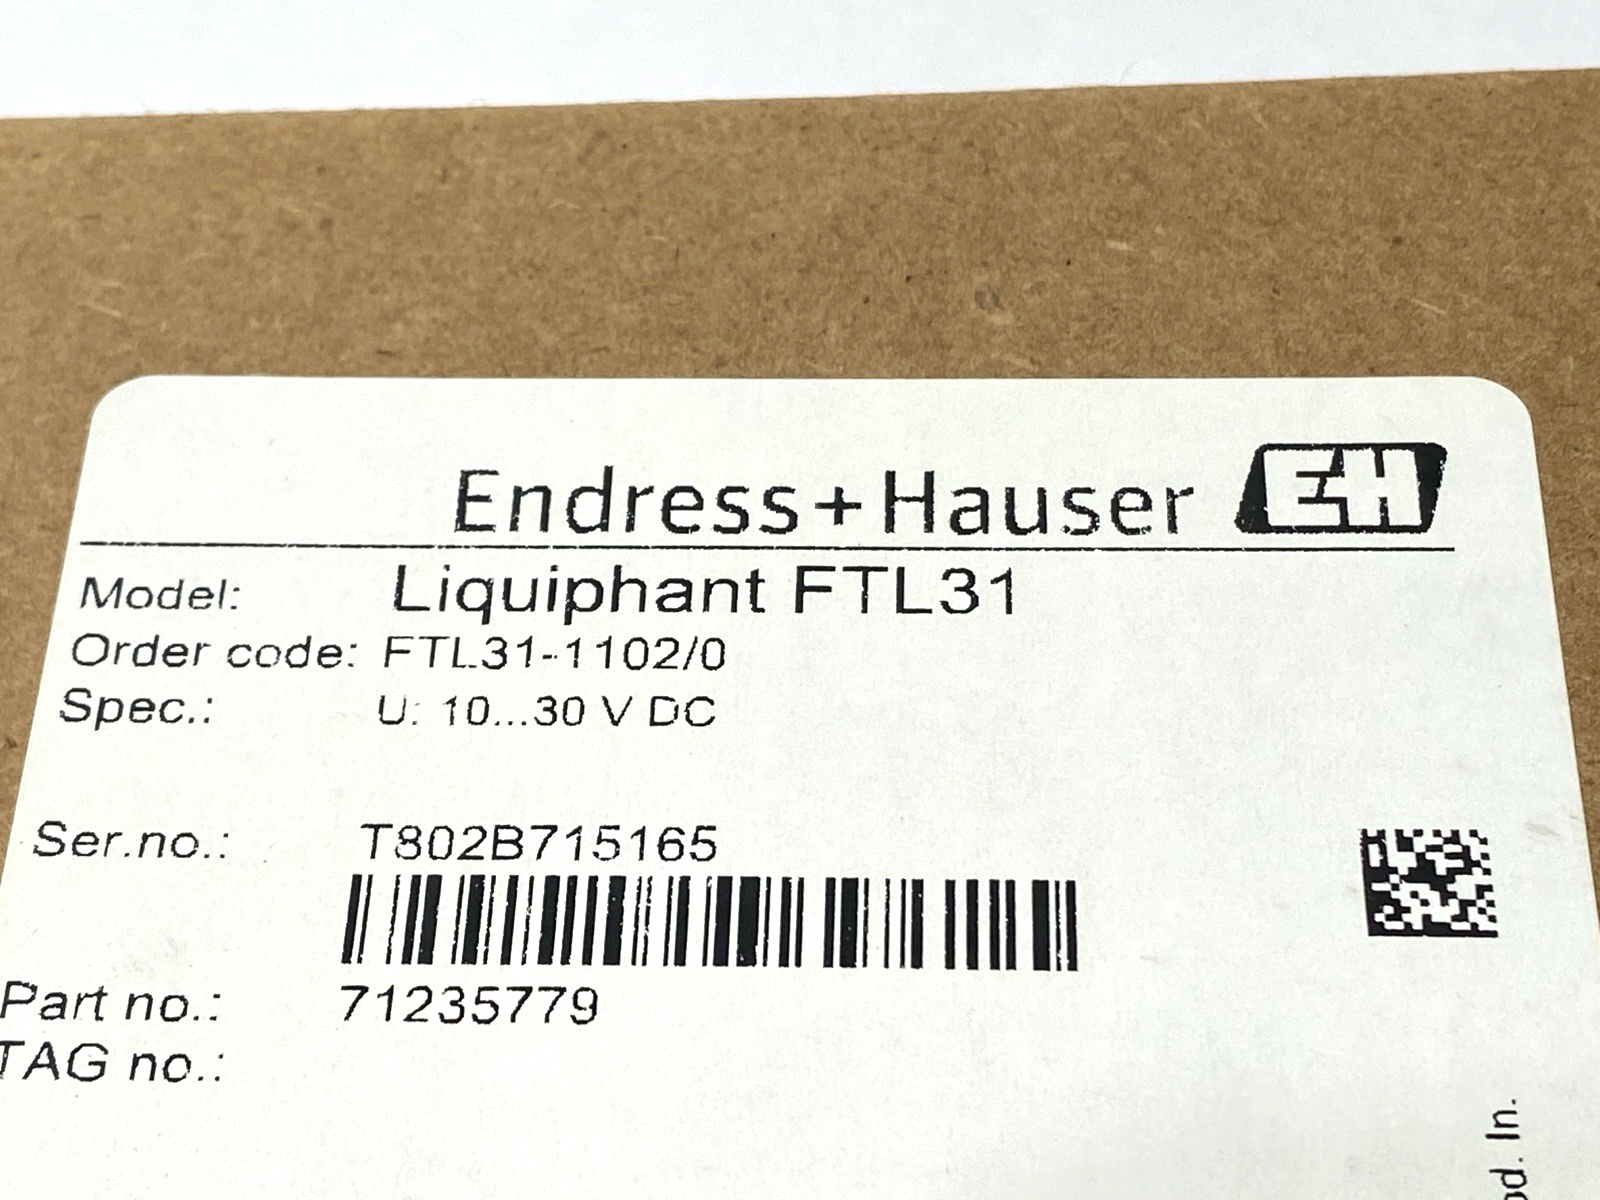 Endress+Hauser EH
Model: Liquiphant FTL31
Order code: FTL31-1102/0
Spec.: U: 10...30 V DC
Ser.no.: T802B715165
Part no.: 71235779
TAG no.:
In.